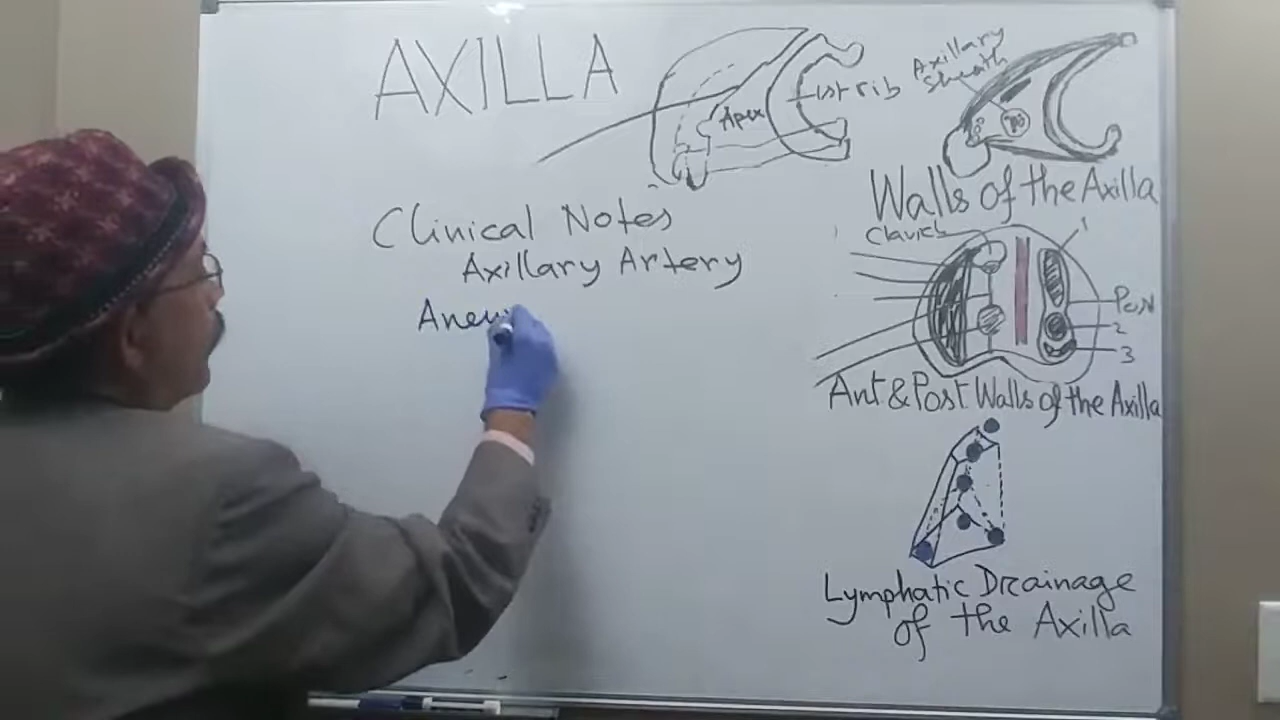 AXILLA
Apex
1st rib
Axillary
Sheath
Walls of the Axilla
Clinical Notes
Axillary Artery
Clavicle
1
PCN
2
3
Ant & Post Walls of the Axilla
Lymphatic Drainage
of the Axilla